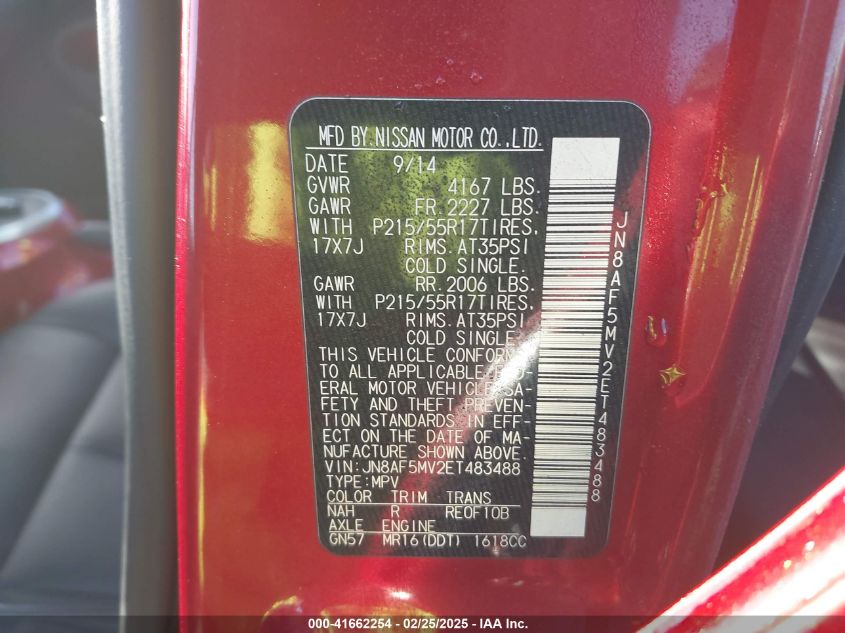 MFD BY NISSAN MOTOR CO.,LTD.
DATE 9/14
GVWR 4167 LBS.
GAWR FR. 2227 LBS.
WITH P215/55R17TIRES,
17X7J RIMS. AT35PSI
COLD SINGLE.
GAWR RR. 2006 LBS.
WITH P215/55R17TIRES,
17X7J RIMS. AT35PSI
COLD SINGLE.
THIS VEHICLE CONFORMS
TO ALL APPLICABLE FED-
ERAL MOTOR VEHICLE SA-
FETY AND THEFT PREVEN-
TION STANDARDS IN EFF-
ECT ON THE DATE OF MA-
NUFACTURE SHOWN ABOVE.
VIN:JN8AF5MV2ET483488
TYPE:MPV
COLOR TRIM TRANS
NAH R RE0F10B
AXLE ENGINE
GN57 MR16(DDT) 1618CC
JN8AF5MV2ET483488
000-41662254 - 02/25/2025 - IAA Inc.